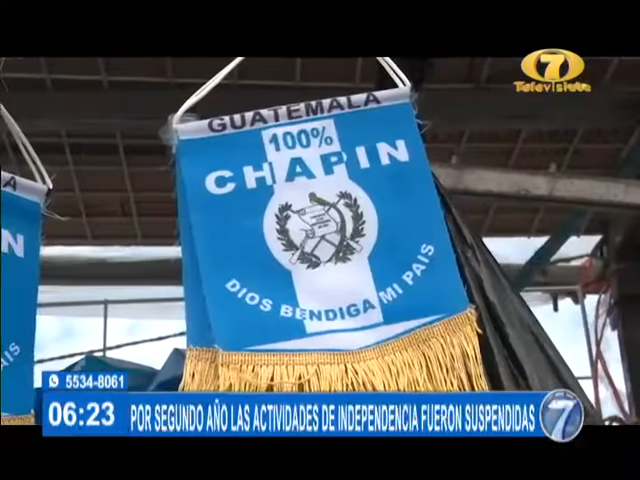 7
Televisiete
GUATEMALA
100%
CHAPIN
DIOS BENDIGA MI PAIS
A
N
IS
5534-8061
06:23
POR SEGUNDO AÑO LAS ACTIVIDADES DE INDEPENDENCIA FUERON SUSPENDIDAS
7